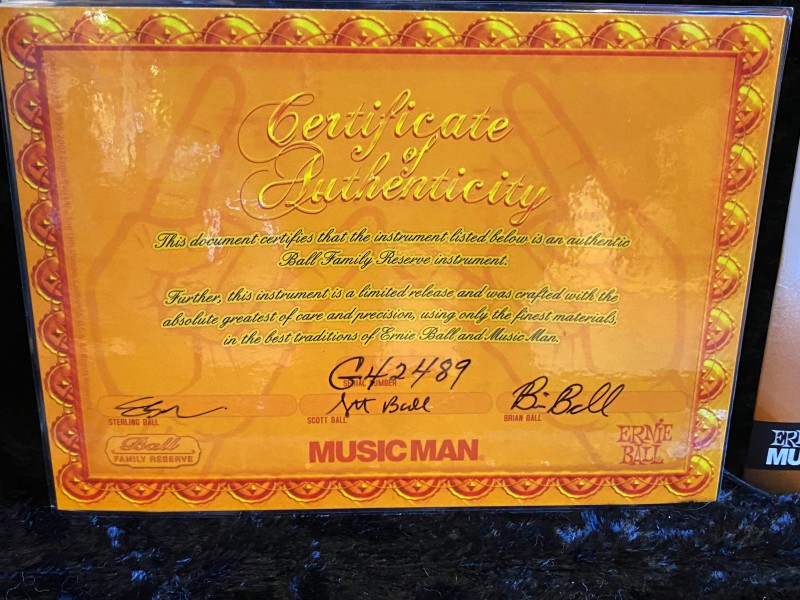 Certificate
of
Authenticity
This document certifies that the instrument listed below is an authentic
Ball Family Reserve instrument.
Further, this instrument is a limited release and was crafted with the
absolute greatest of care and precision, using only the finest materials,
in the best traditions of Ernie Ball and Music Man.
G42489
SERIAL NUMBER
STERLING BALL
Scott Ball
SCOTT BALL
Brian Ball
BRIAN BALL
Ball
FAMILY RESERVE
MUSIC MAN
ERNIE
BALL